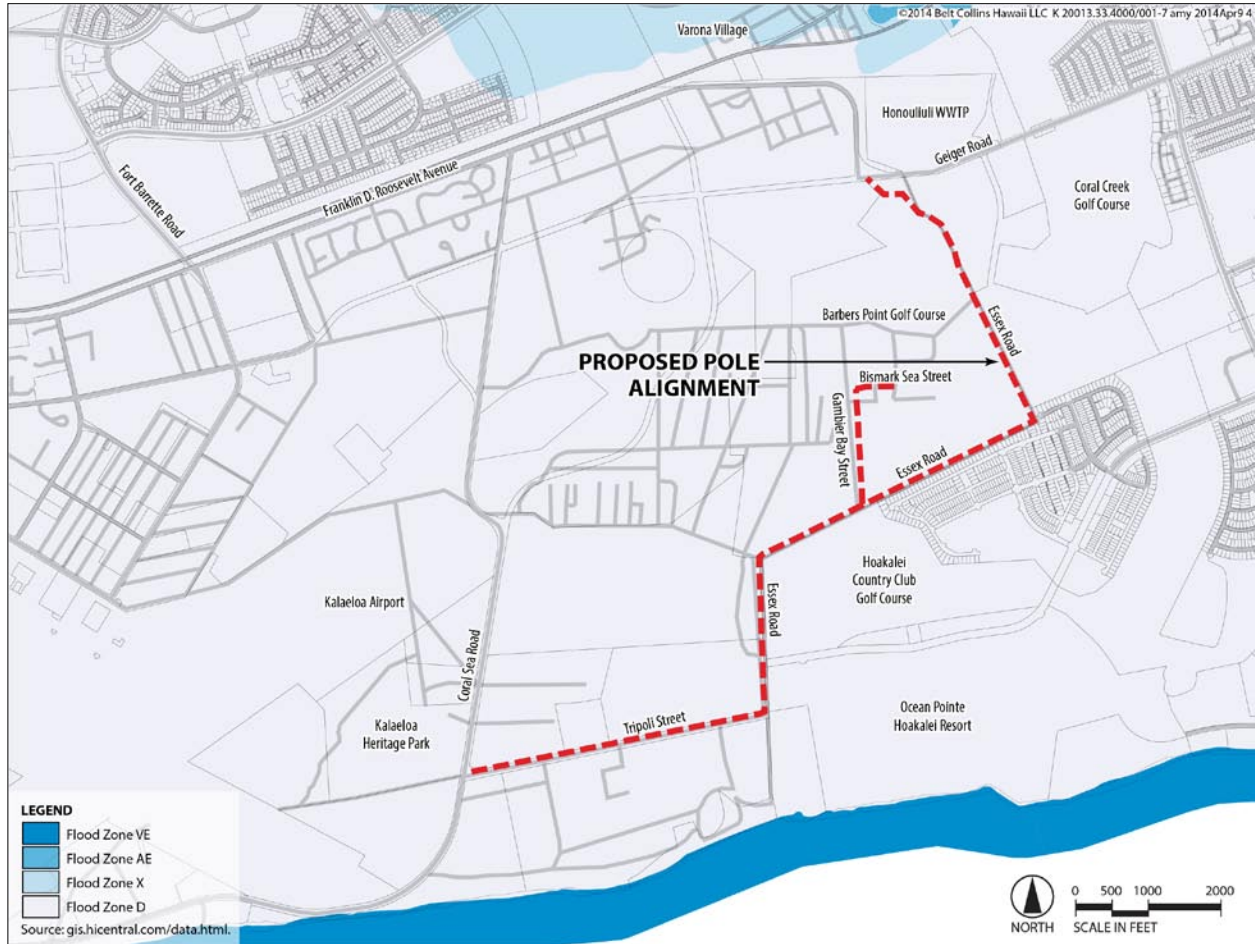 ©2014 Belt Collins Hawaii LLC K 20013.33.4000/001-7 amy 2014Apr9 4
Varona Village
Honouliuli WWTP
Geiger Road
Fort Barrette Road
Franklin D. Roosevelt Avenue
Coral Creek
Golf Course
Barbers Point Golf Course
Essex Road
PROPOSED POLE
ALIGNMENT
Bismark Sea Street
Gambier Bay Street
Essex Road
Hoakalei
Country Club
Golf Course
Essex Road
Kalaeloa Airport
Coral Sea Road
Tripoli Street
Ocean Pointe
Hoakalei Resort
Kalaeloa
Heritage Park
LEGEND
Flood Zone VE
Flood Zone AE
Flood Zone X
Flood Zone D
Source: gis.hicentral.com/data.html.
NORTH
0 500 1000 2000
SCALE IN FEET